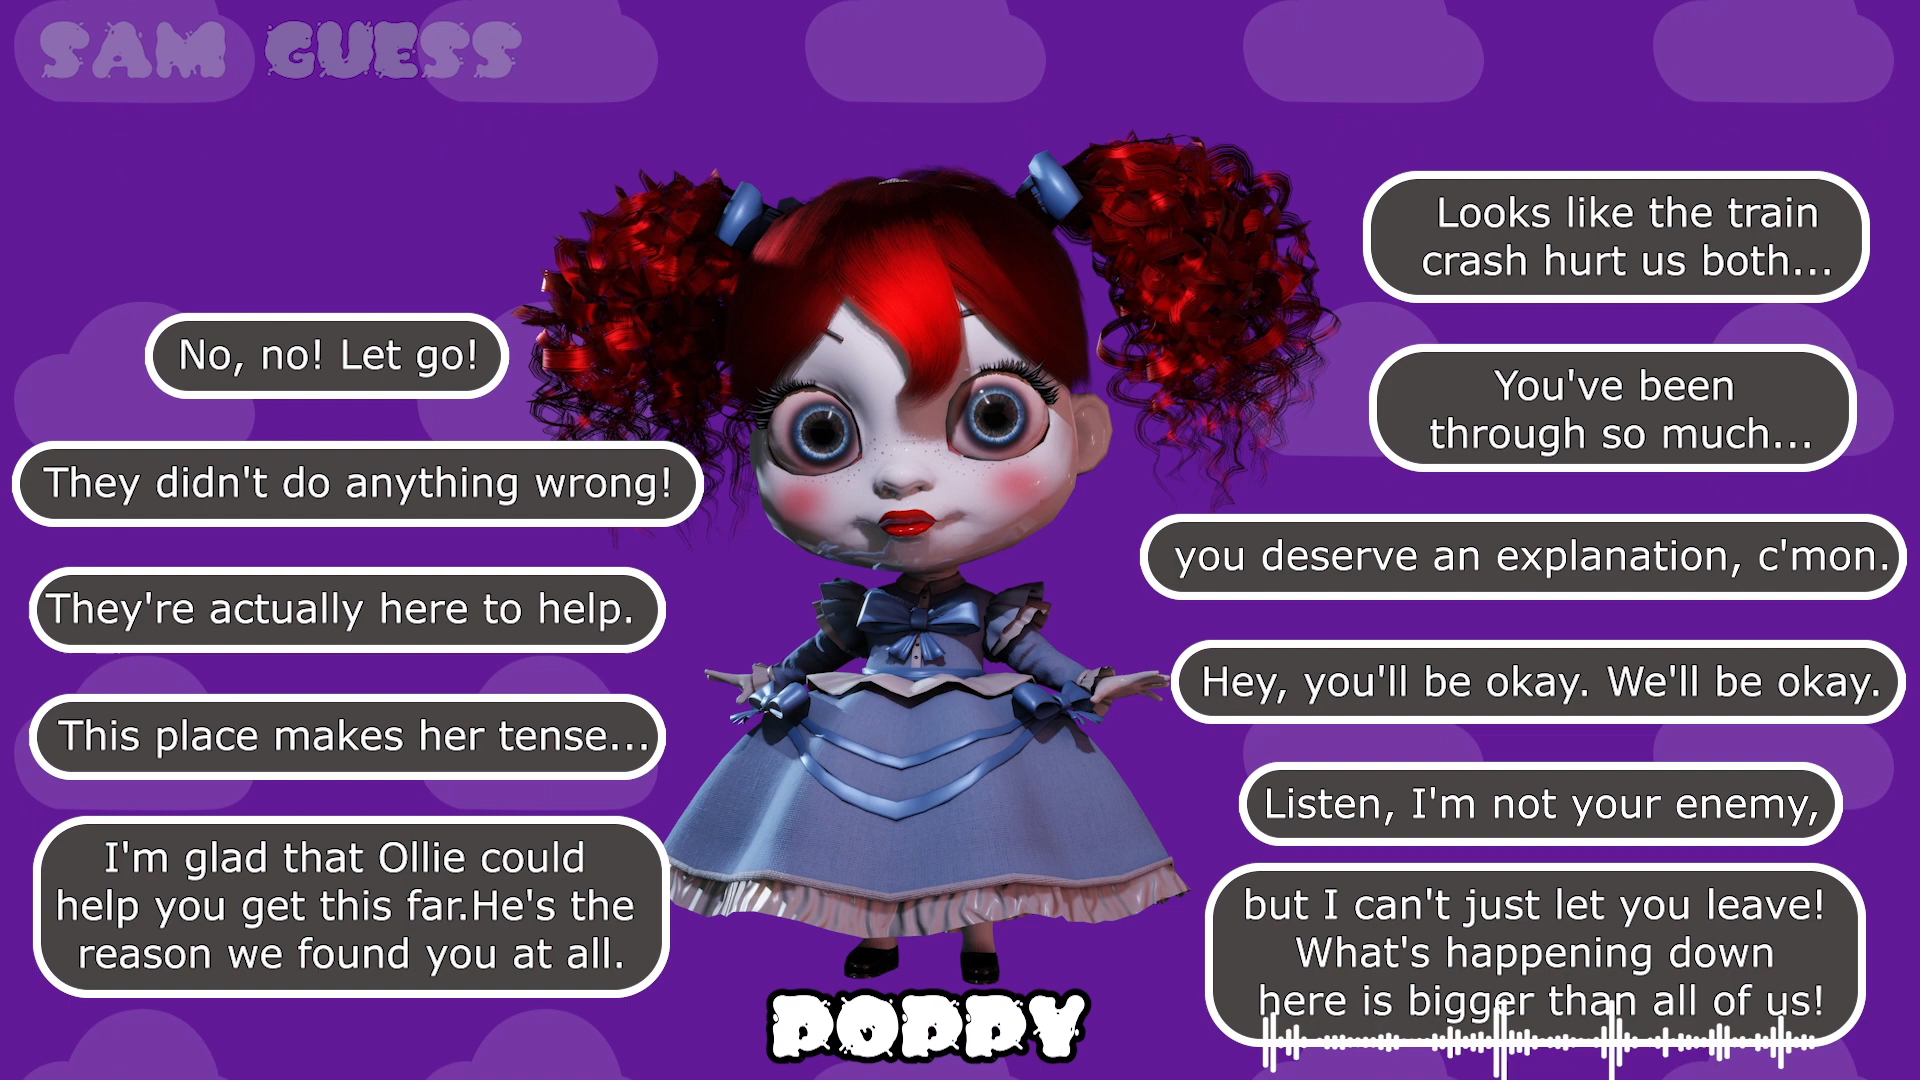 SAM GUESS
No, no! Let go!
They didn't do anything wrong!
They're actually here to help.
This place makes her tense...
I'm glad that Ollie could
help you get this far.He's the
reason we found you at all.
Looks like the train
crash hurt us both...
You've been
through so much...
you deserve an explanation, c'mon.
Hey, you'll be okay. We'll be okay.
Listen, I'm not your enemy,
but I can't just let you leave!
What's happening down
here is bigger than all of us!
POPPY